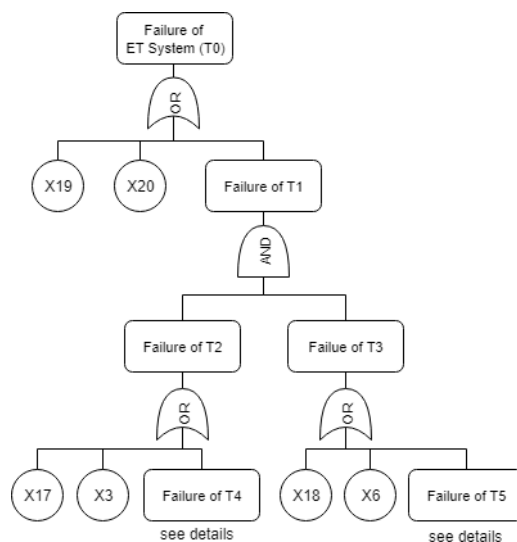 Failure of
ET System (T0)
OR
X19
X20
Failure of T1
AND
Failure of T2
Failue of T3
OR
OR
X17
X3
Failure of T4
X18
X6
Failure of T5
see details
see details